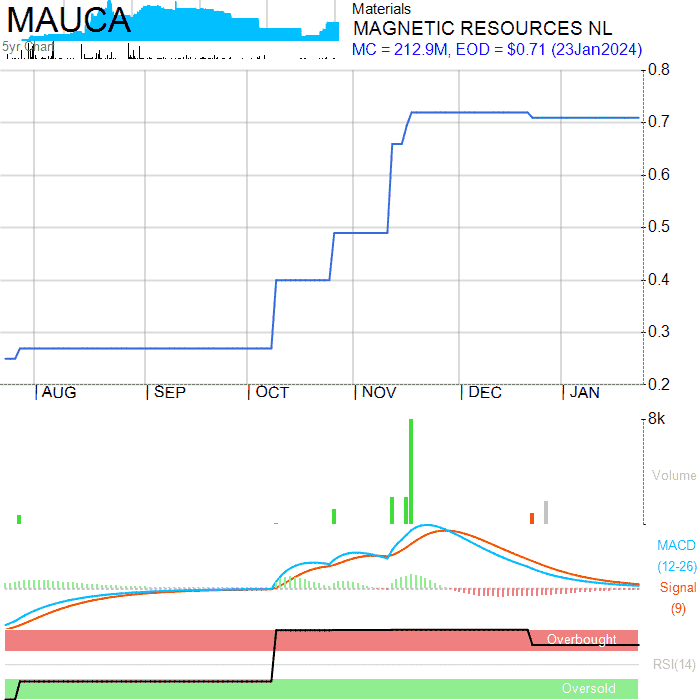 MAUCA
5yr Chart
Materials
MAGNETIC RESOURCES NL
MC = 212.9M, EOD = $0.71 (23Jan2024)
0.8
0.7
0.6
0.5
0.4
0.3
0.2
AUG SEP OCT NOV DEC JAN
8k
Volume
MACD
(12-26)
Signal
(9)
Overbought
RSI(14)
Oversold